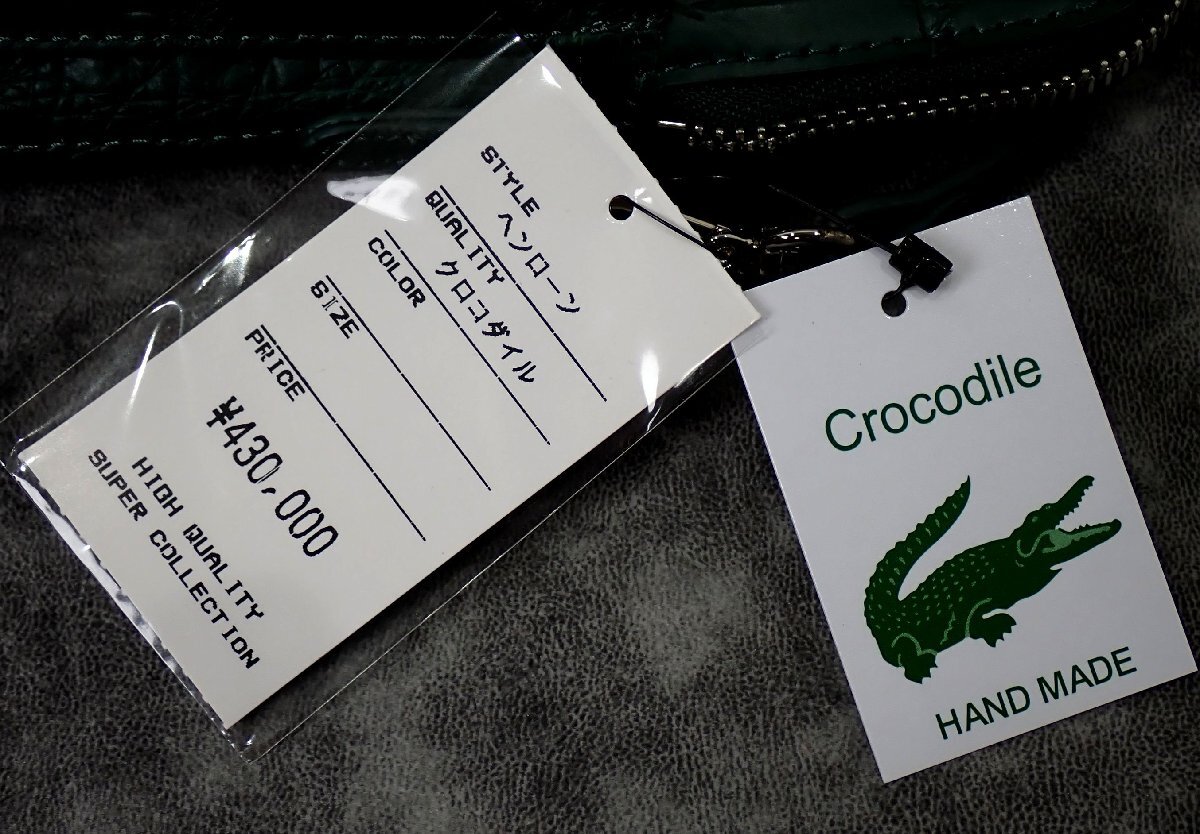 STYLE
ヘンローン
QUALITY
クロコダイル
COLOR
SIZE
PRICE
¥430,000
HIGH QUALITY
SUPER COLLECTION
Crocodile
HAND MADE